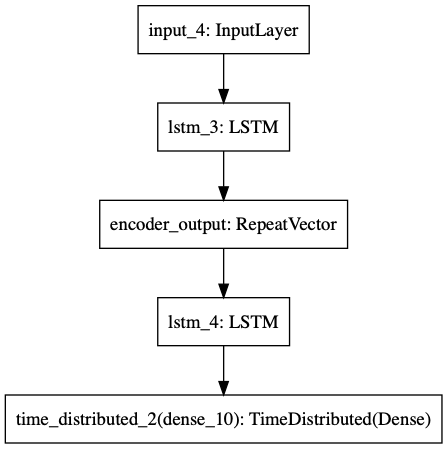 input_4: InputLayer
lstm_3: LSTM
encoder_output: RepeatVector
lstm_4: LSTM
time_distributed_2(dense_10): TimeDistributed(Dense)